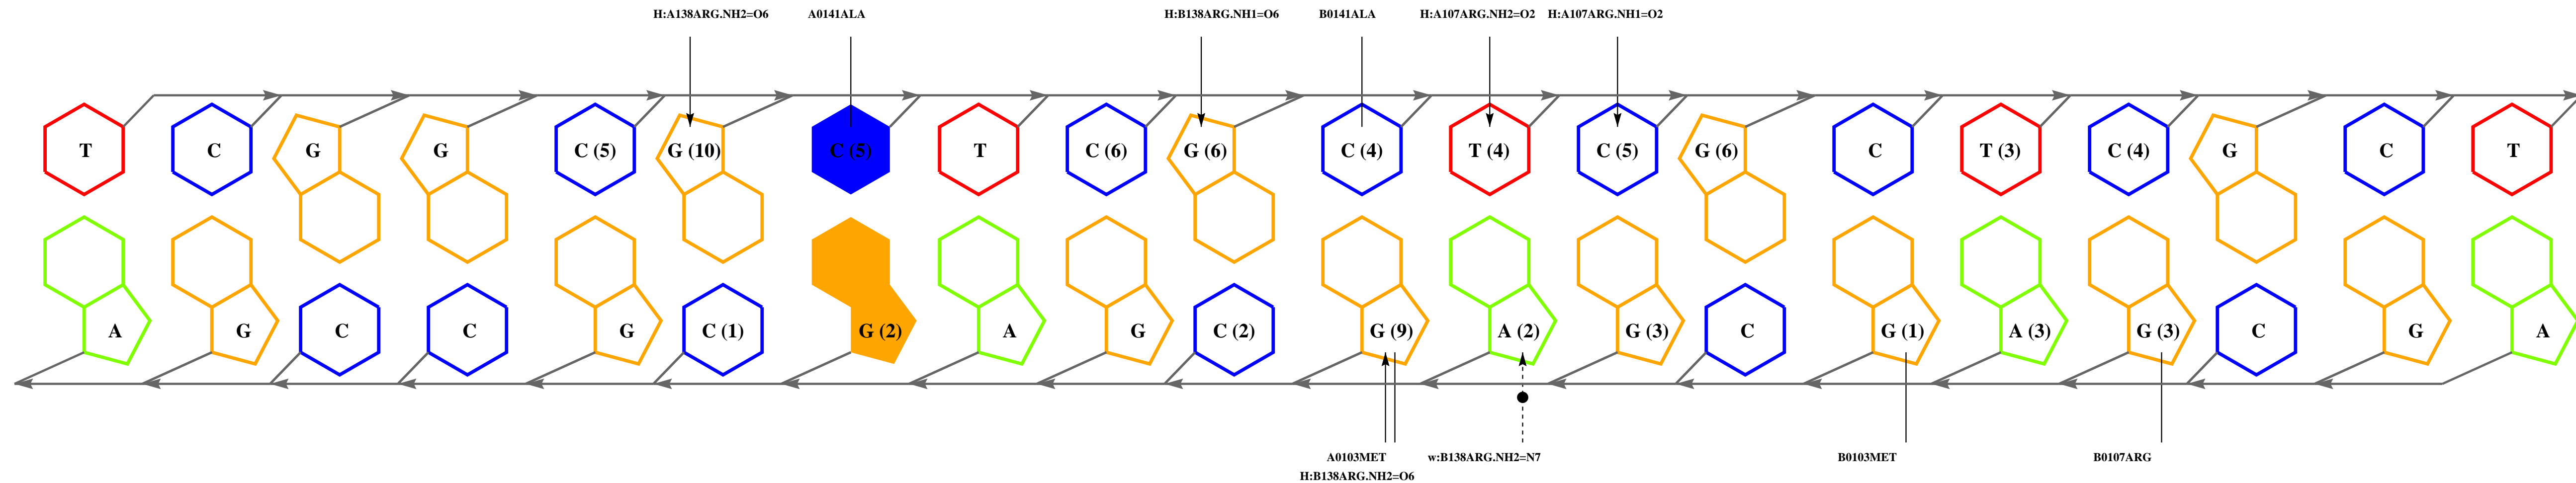 H:A138ARG.NH2=O6 A0141ALA H:B138ARG.NH1=O6 B0141ALA H:A107ARG.NH2=O2 H:A107ARG.NH1=O2
T C G G C (5) G (10) C (5) T C (6) G (6) C (4) T (4) C (5) G (6) C T (3) C (4) G C T
A G C C G C (1) G (2) A G C (2) G (9) A (2) G (3) C G (1) A (3) G (3) C G A
A0103MET w:B138ARG.NH2=N7 B0103MET B0107ARG
H:B138ARG.NH2=O6